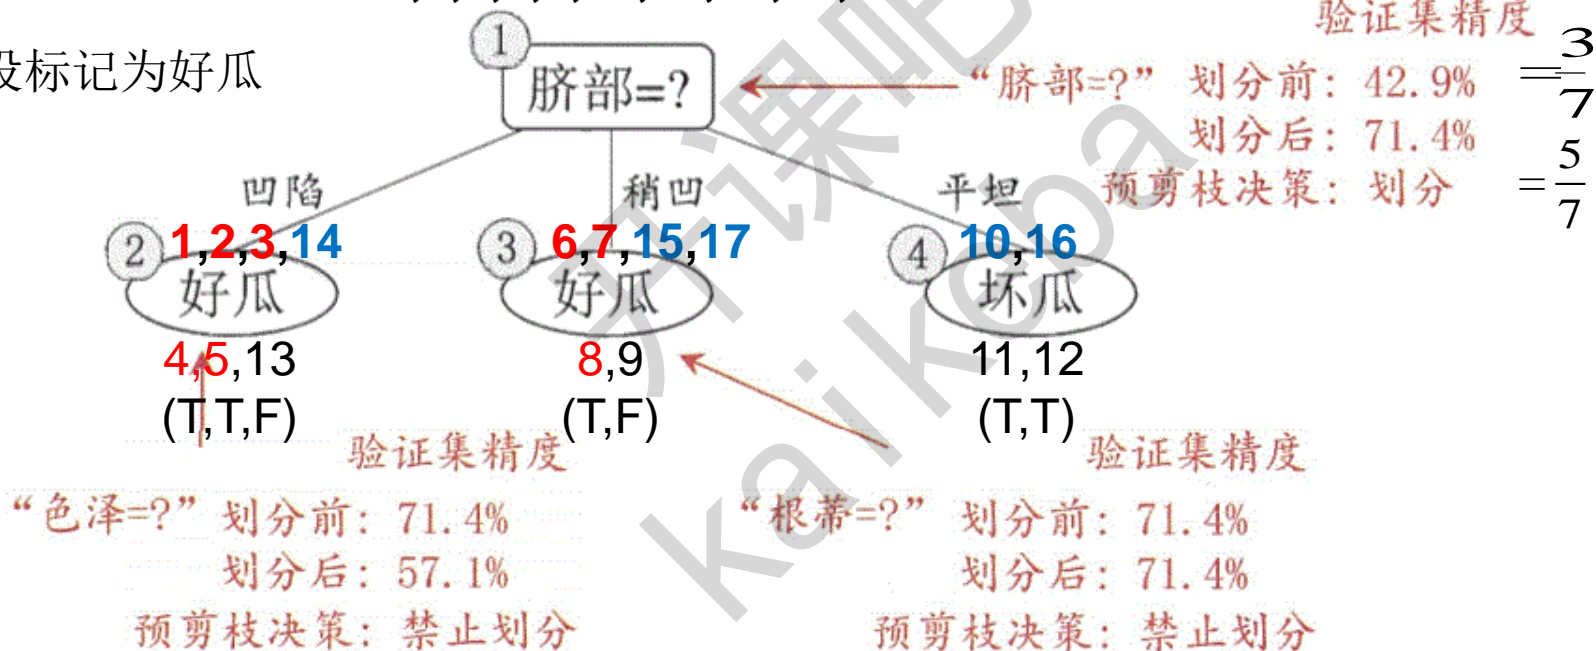 验证集精度
设标记为好瓜
①
脐部=?
“脐部=?” 划分前: 42.9% =3/7
划分后: 71.4% =5/7
预剪枝决策: 划分
凹陷
稍凹
平坦
② 1,2,3,14
好瓜
4,5,13
(T,T,F)
③ 6,7,15,17
好瓜
8,9
(T,F)
④ 10,16
坏瓜
11,12
(T,T)
验证集精度
“色泽=?” 划分前: 71.4%
划分后: 57.1%
预剪枝决策: 禁止划分
验证集精度
“根蒂=?” 划分前: 71.4%
划分后: 71.4%
预剪枝决策: 禁止划分
开课吧
kaikeba